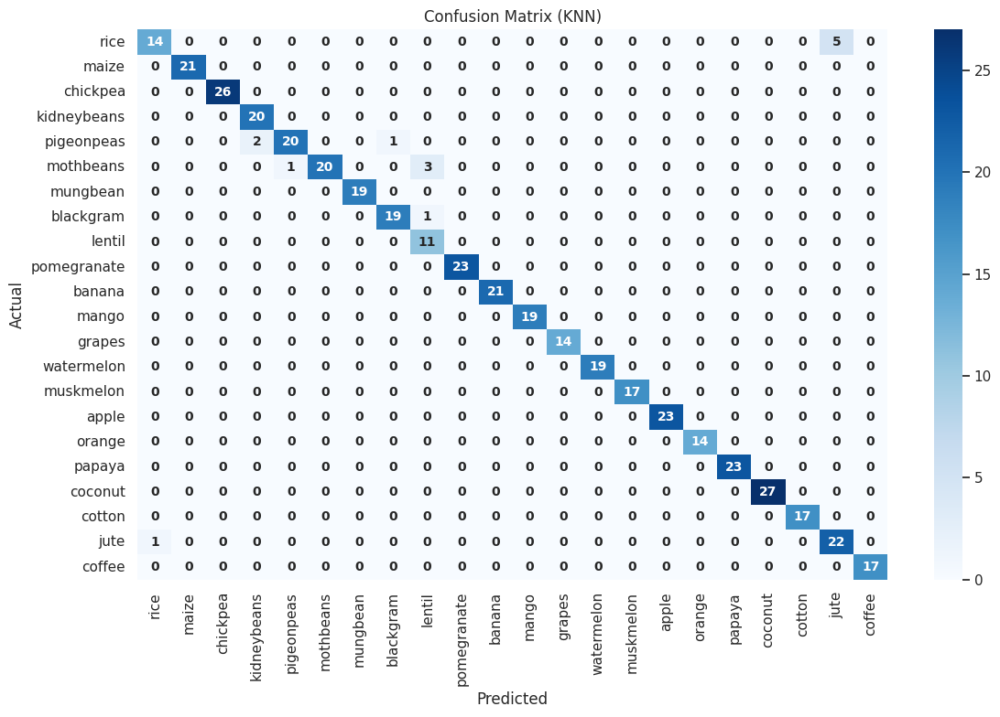 Confusion Matrix (KNN)
rice 14 0 0 0 0 0 0 0 0 0 0 0 0 0 0 0 0 0 0 0 5 0
maize 0 21 0 0 0 0 0 0 0 0 0 0 0 0 0 0 0 0 0 0 0 0
chickpea 0 0 26 0 0 0 0 0 0 0 0 0 0 0 0 0 0 0 0 0 0 0
kidneybeans 0 0 0 20 0 0 0 0 0 0 0 0 0 0 0 0 0 0 0 0 0 0
pigeonpeas 0 0 0 2 20 0 0 1 0 0 0 0 0 0 0 0 0 0 0 0 0 0
mothbeans 0 0 0 0 1 20 0 0 3 0 0 0 0 0 0 0 0 0 0 0 0 0
mungbean 0 0 0 0 0 0 19 0 0 0 0 0 0 0 0 0 0 0 0 0 0 0
blackgram 0 0 0 0 0 0 0 19 1 0 0 0 0 0 0 0 0 0 0 0 0 0
lentil 0 0 0 0 0 0 0 0 11 0 0 0 0 0 0 0 0 0 0 0 0 0
pomegranate 0 0 0 0 0 0 0 0 0 23 0 0 0 0 0 0 0 0 0 0 0 0
banana 0 0 0 0 0 0 0 0 0 0 21 0 0 0 0 0 0 0 0 0 0 0
mango 0 0 0 0 0 0 0 0 0 0 0 19 0 0 0 0 0 0 0 0 0 0
grapes 0 0 0 0 0 0 0 0 0 0 0 0 14 0 0 0 0 0 0 0 0 0
watermelon 0 0 0 0 0 0 0 0 0 0 0 0 0 19 0 0 0 0 0 0 0 0
muskmelon 0 0 0 0 0 0 0 0 0 0 0 0 0 0 17 0 0 0 0 0 0 0
apple 0 0 0 0 0 0 0 0 0 0 0 0 0 0 0 23 0 0 0 0 0 0
orange 0 0 0 0 0 0 0 0 0 0 0 0 0 0 0 0 14 0 0 0 0 0
papaya 0 0 0 0 0 0 0 0 0 0 0 0 0 0 0 0 0 23 0 0 0 0
coconut 0 0 0 0 0 0 0 0 0 0 0 0 0 0 0 0 0 0 27 0 0 0
cotton 0 0 0 0 0 0 0 0 0 0 0 0 0 0 0 0 0 0 0 17 0 0
jute 1 0 0 0 0 0 0 0 0 0 0 0 0 0 0 0 0 0 0 0 22 0
coffee 0 0 0 0 0 0 0 0 0 0 0 0 0 0 0 0 0 0 0 0 0 17
Actual
rice maize chickpea kidneybeans pigeonpeas mothbeans mungbean blackgram lentil pomegranate banana mango grapes watermelon muskmelon apple orange papaya coconut cotton jute coffee
Predicted
25
20
15
10
5
0